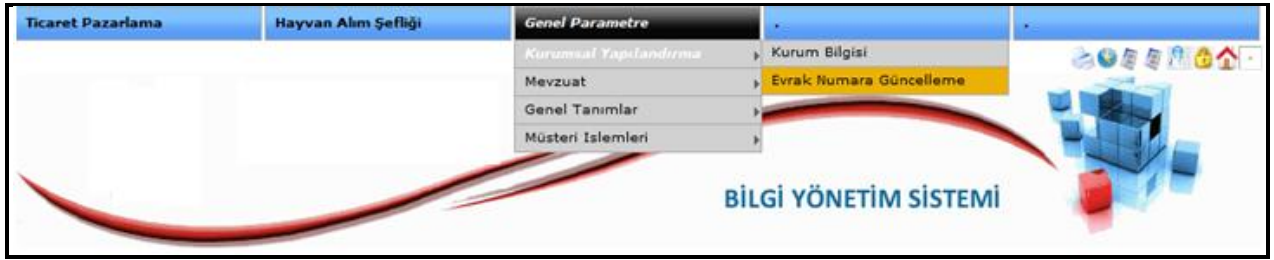 Ticaret Pazarlama
Hayvan Alım Şefliği
Genel Parametre
.
.
Kurumsal Yapılandırma
Kurum Bilgisi
Mevzuat
Evrak Numara Güncelleme
Genel Tanımlar
Müsteri Islemleri
BİLGİ YÖNETİM SİSTEMİ